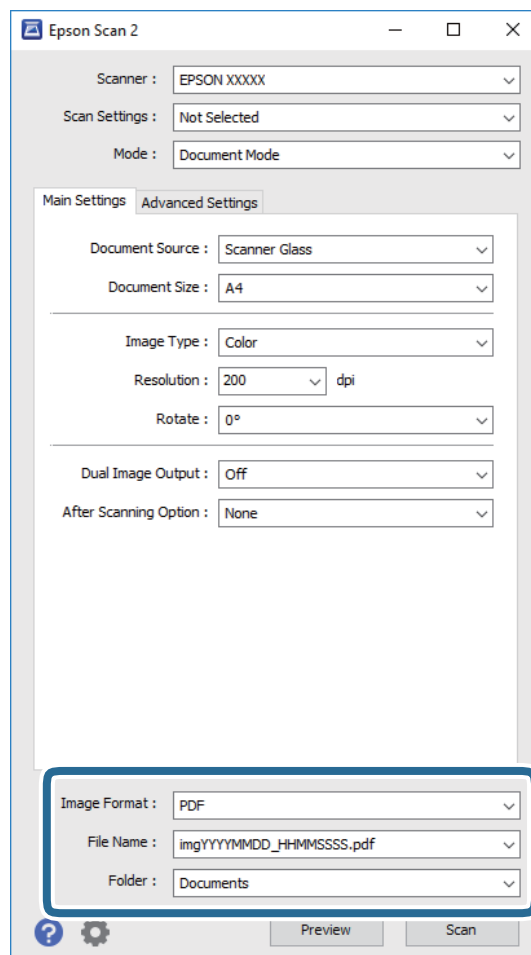 Epson Scan 2
Scanner : EPSON XXXXX
Scan Settings : Not Selected
Mode : Document Mode
Main Settings Advanced Settings
Document Source : Scanner Glass
Document Size : A4
Image Type : Color
Resolution : 200 dpi
Rotate : 0°
Dual Image Output : Off
After Scanning Option : None
Image Format : PDF
File Name : imgYYYYMMDD_HHMMSSSS.pdf
Folder : Documents
? Preview Scan